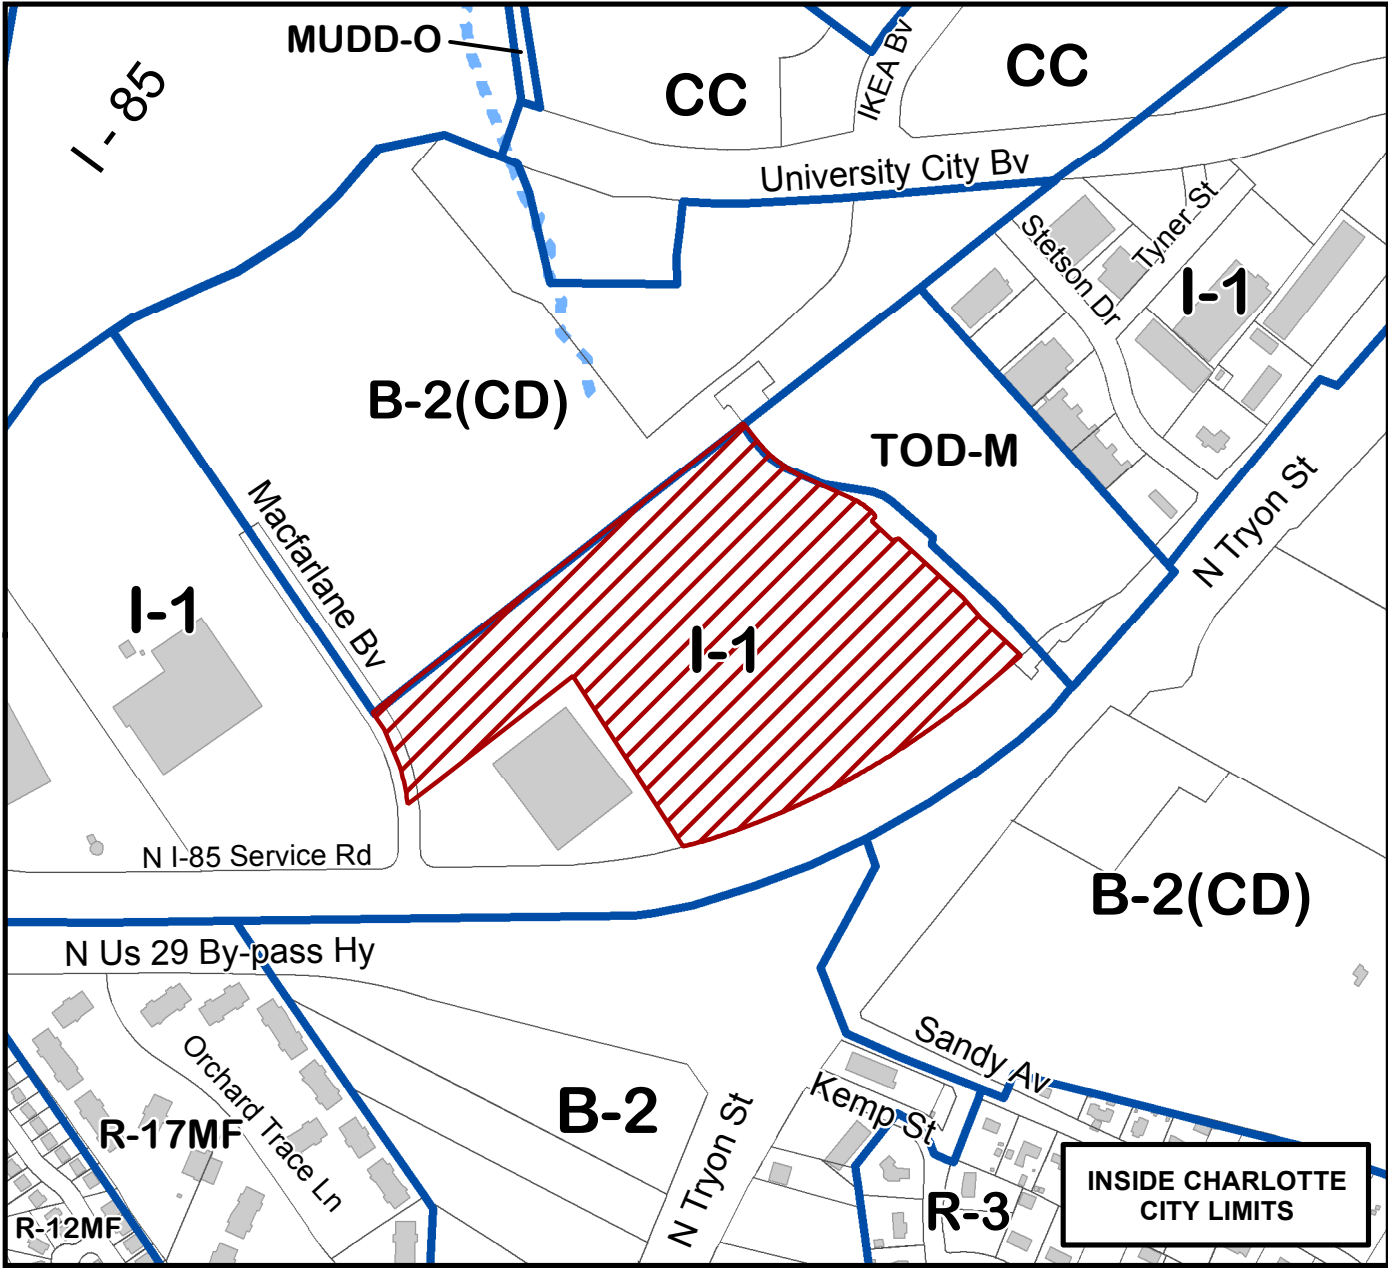 MUDD-O
I - 85
CC
CC
IKEA Bv
University City Bv
Stetson Dr
Tyner St
I-1
B-2(CD)
TOD-M
N Tryon St
Macfarlane Bv
I-1
I-1
N I-85 Service Rd
B-2(CD)
N Us 29 By-pass Hy
Orchard Trace Ln
Sandy Av
Kemp St
B-2
R-17MF
N Tryon St
R-3
R-12MF
INSIDE CHARLOTTE
CITY LIMITS